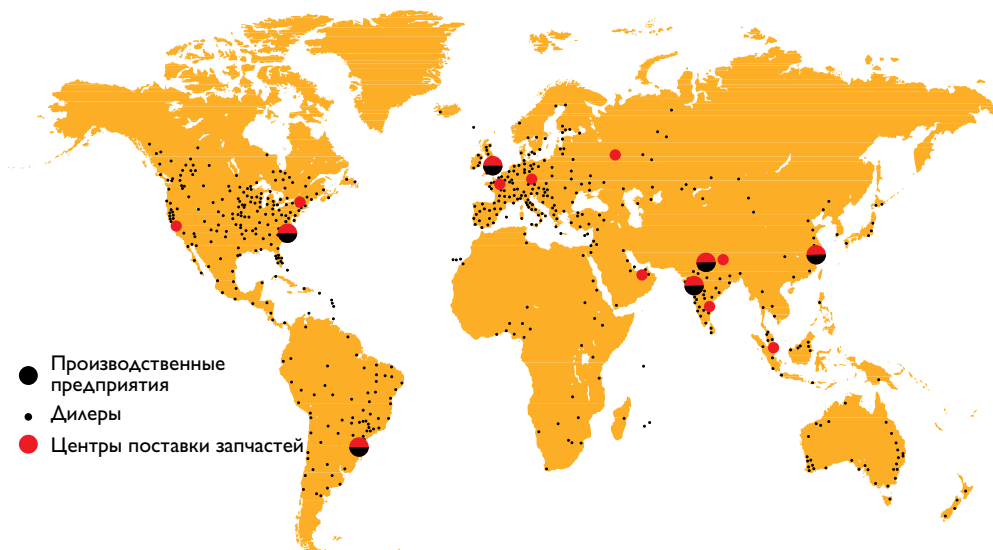 Производственные
предприятия
Дилеры
Центры поставки запчастей